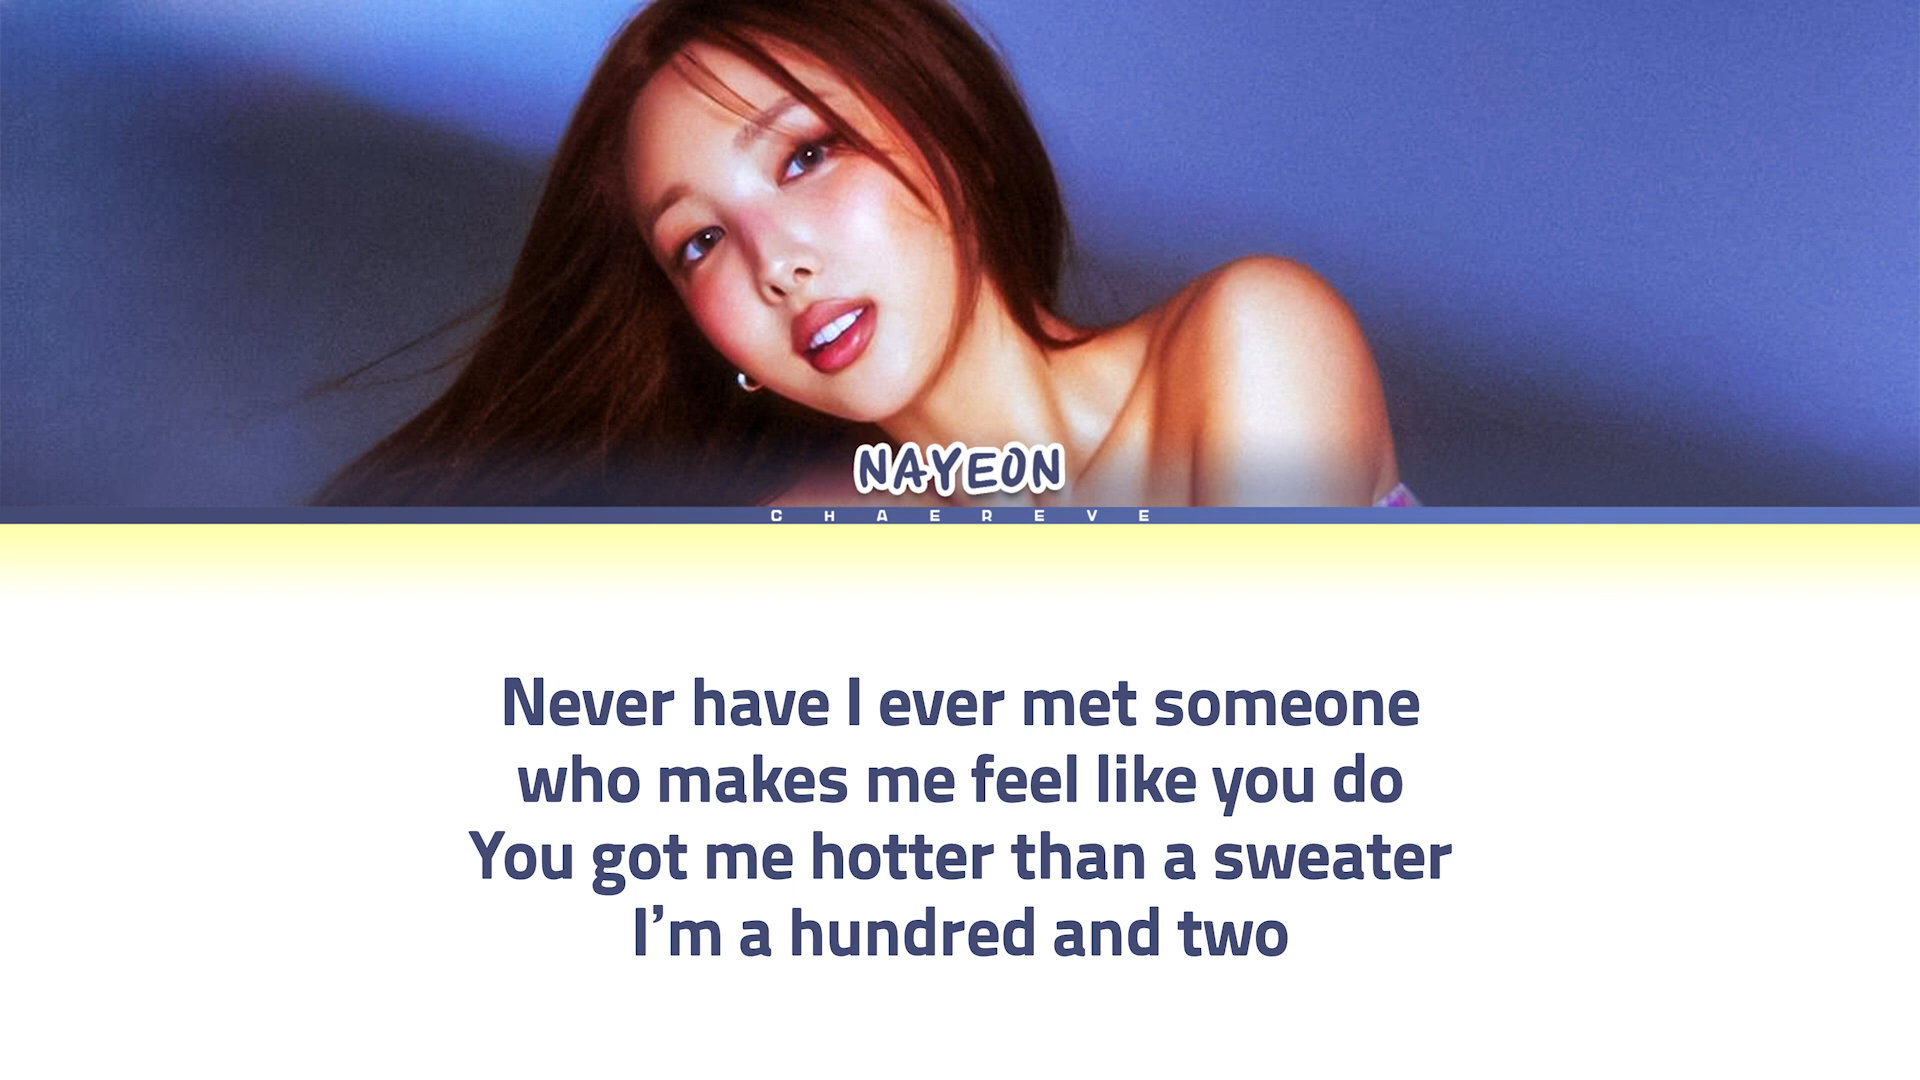 NAYEON
CHAEREVE
Never have I ever met someone
who makes me feel like you do
You got me hotter than a sweater
I’m a hundred and two